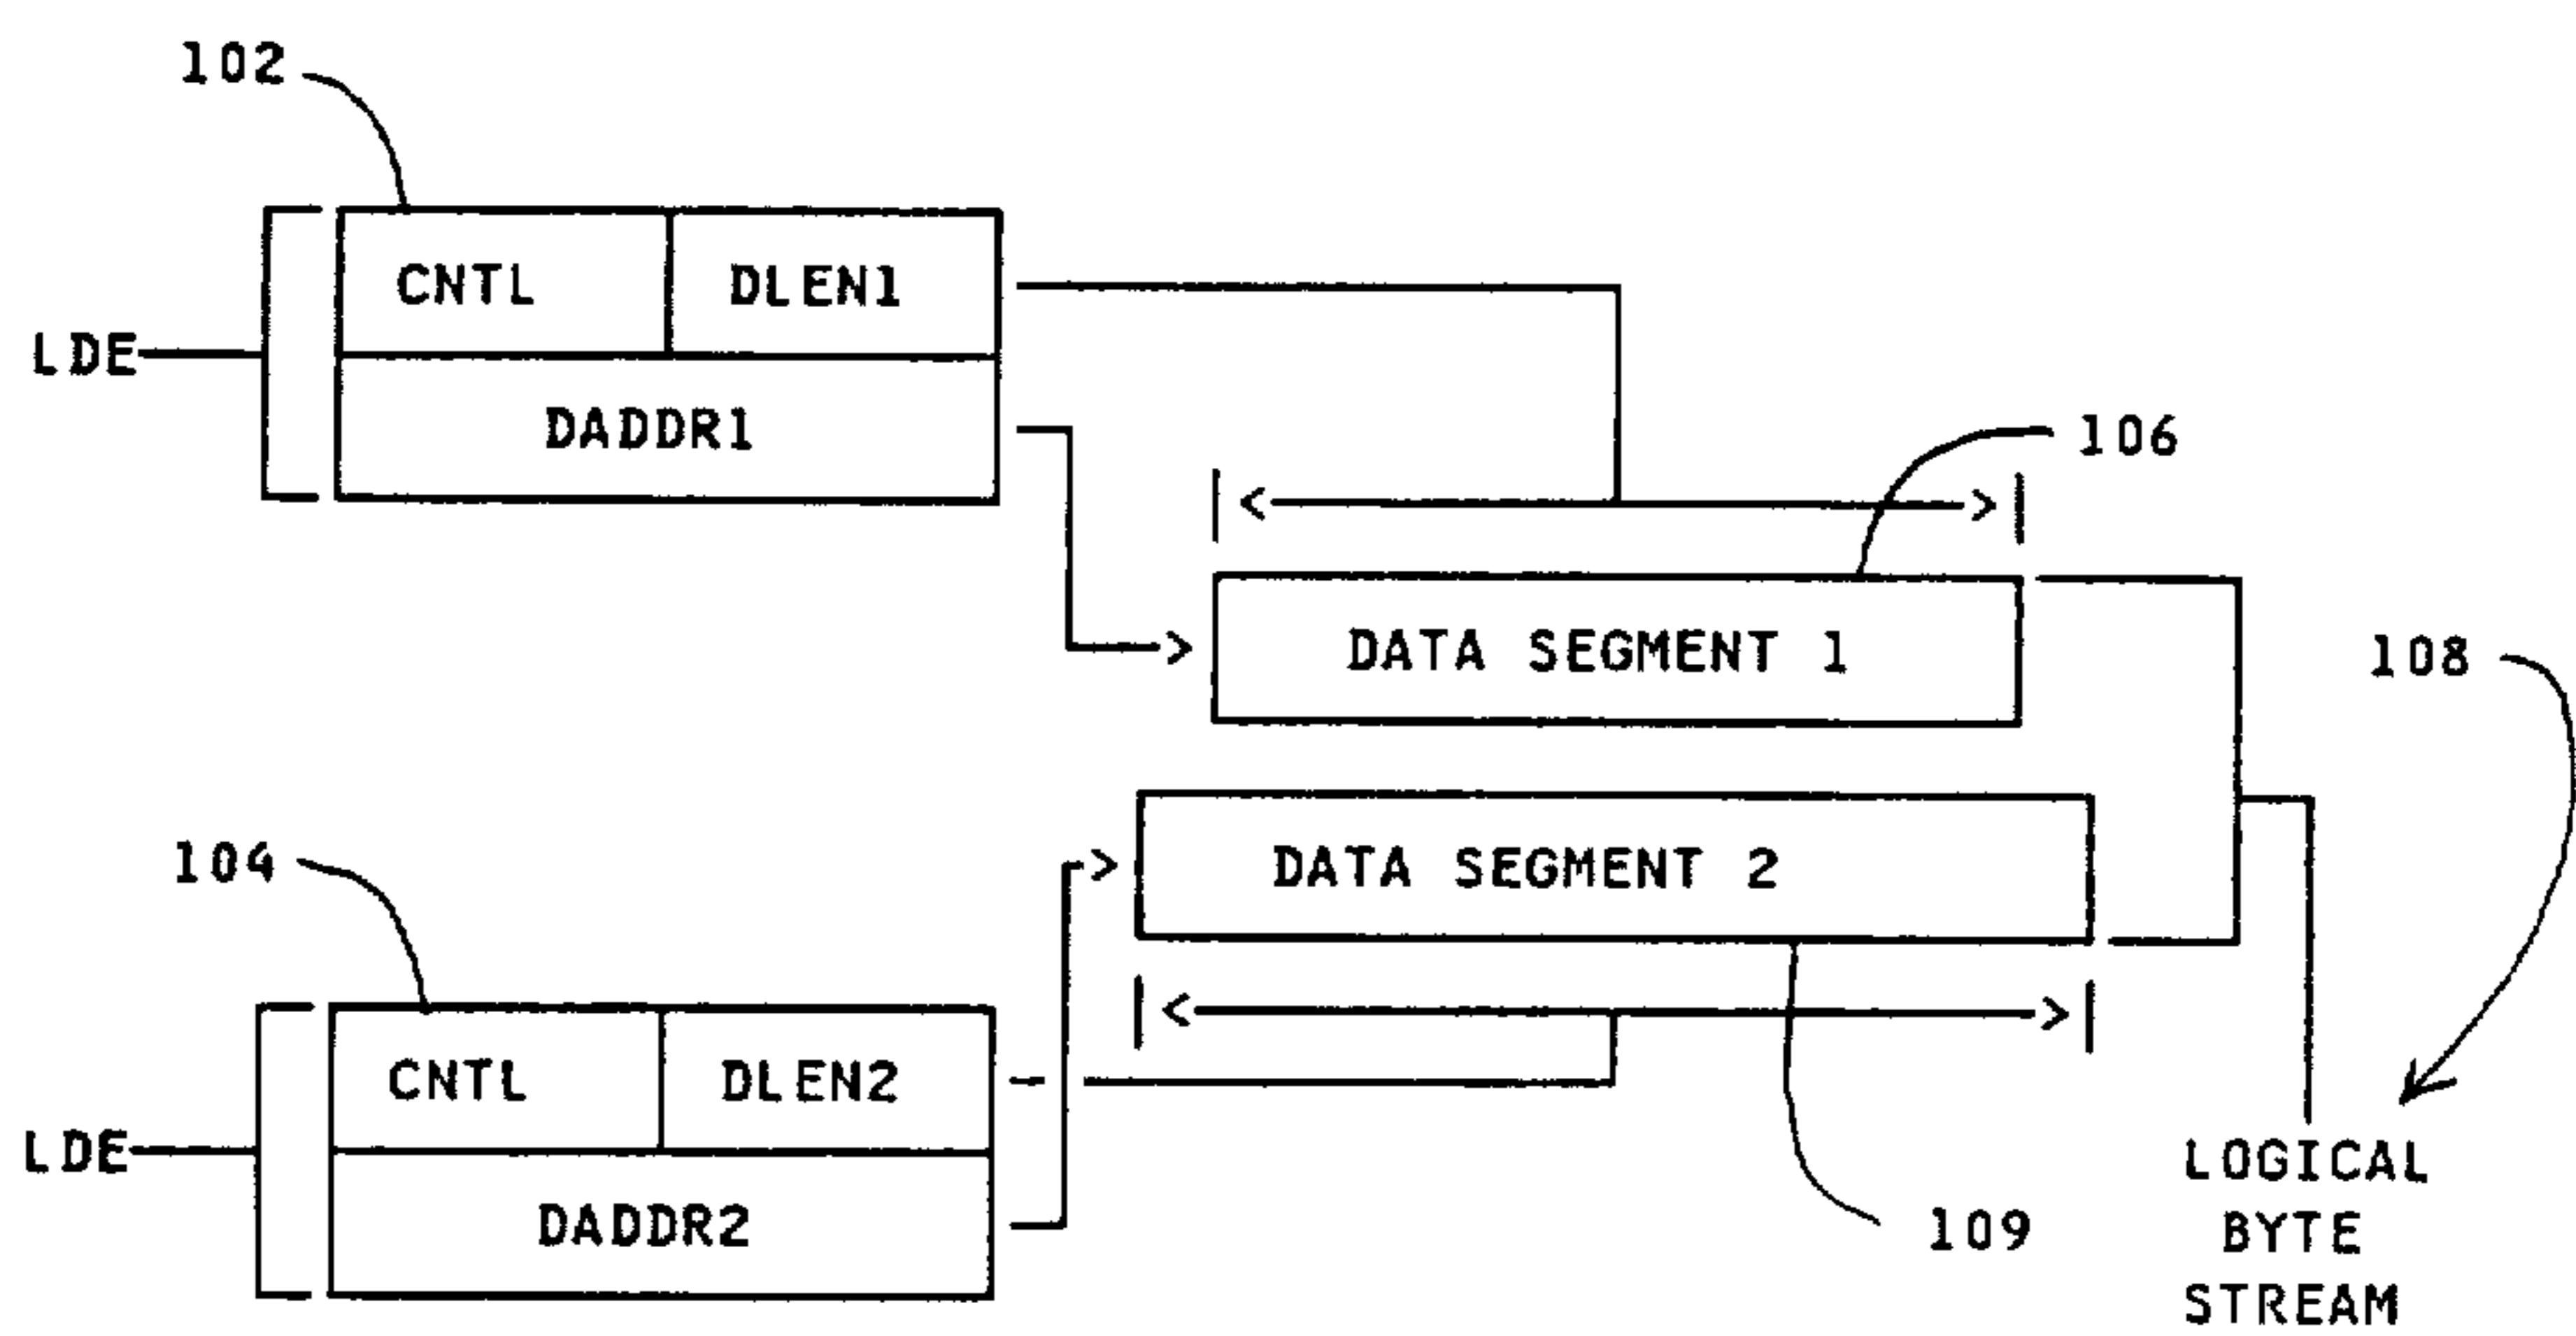 102
CNTL DLEN1
LDE
DADDR1
106
DATA SEGMENT 1
108
DATA SEGMENT 2
104
CNTL DLEN2
LDE
DADDR2
109
LOGICAL
BYTE
STREAM